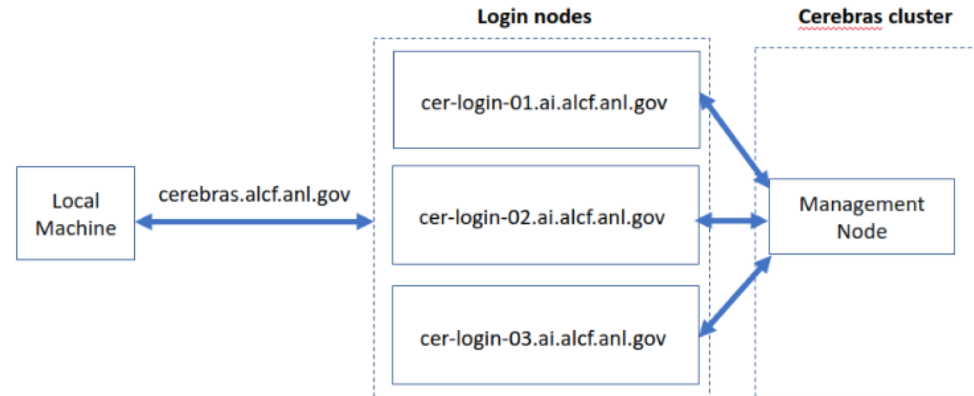 Login nodes
Cerebras cluster
cer-login-01.ai.alcf.anl.gov
Local
Machine
cerebras.alcf.anl.gov
cer-login-02.ai.alcf.anl.gov
Management
Node
cer-login-03.ai.alcf.anl.gov